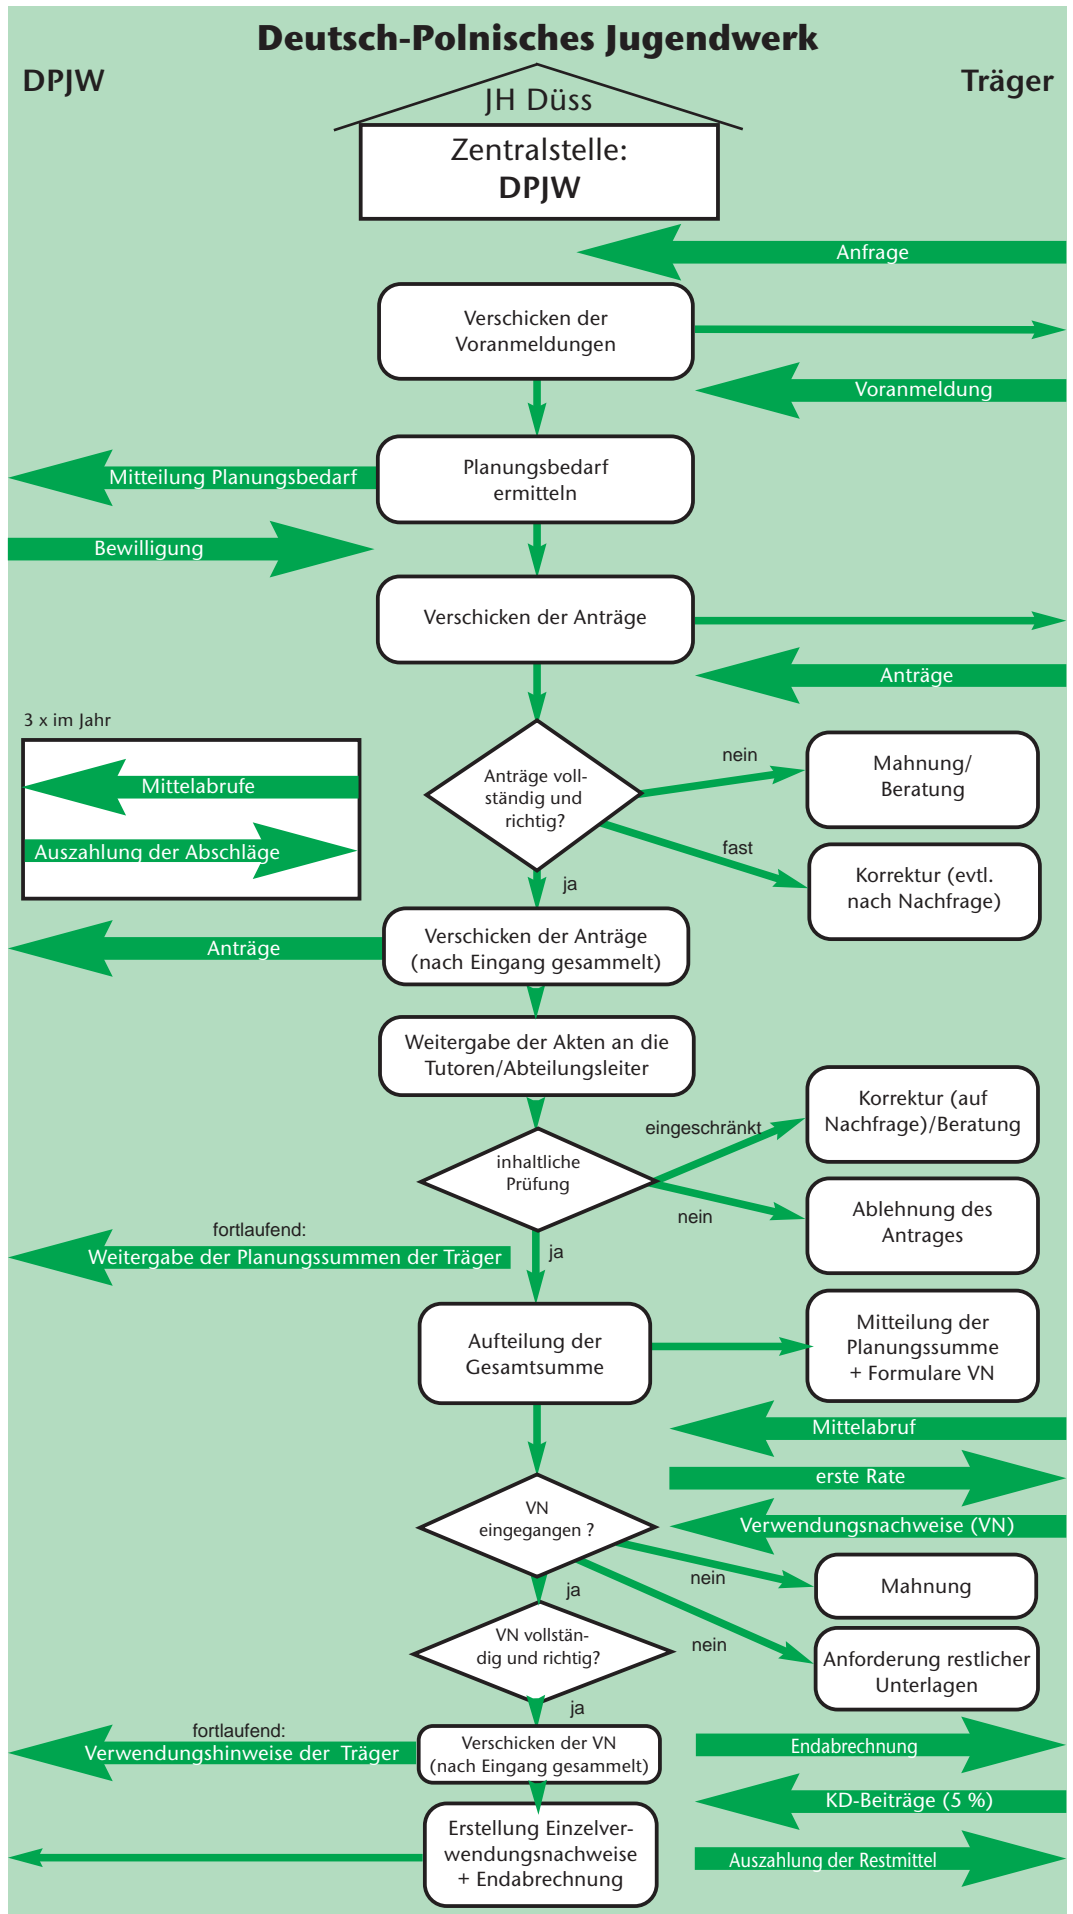 Deutsch-Polnisches Jugendwerk
DPJW
Träger
JH Düss
Zentralstelle:
DPJW
Anfrage
Verschicken der
Voranmeldungen
Voranmeldung
Planungsbedarf
ermitteln
Mitteilung Planungsbedarf
Bewilligung
Verschicken der Anträge
Anträge
3 x im Jahr
Mittelabrufe
Auszahlung der Abschläge
Anträge voll-
ständig und
richtig?
nein
Mahnung/
Beratung
fast
Korrektur (evtl.
nach Nachfrage)
ja
Verschicken der Anträge
(nach Eingang gesammelt)
Anträge
Weitergabe der Akten an die
Tutoren/Abteilungsleiter
inhaltliche
Prüfung
eingeschränkt
Korrektur (auf
Nachfrage)/Beratung
nein
Ablehnung des
Antrages
fortlaufend:
Weitergabe der Planungssummen der Träger
ja
Aufteilung der
Gesamtsumme
Mitteilung der
Planungssumme
+ Formulare VN
Mittelabruf
erste Rate
VN
eingegangen ?
Verwendungsnachweise (VN)
nein
Mahnung
ja
VN vollstän-
dig und richtig?
nein
Anforderung restlicher
Unterlagen
ja
fortlaufend:
Verwendungshinweise der Träger
Verschicken der VN
(nach Eingang gesammelt)
Endabrechnung
KD-Beiträge (5 %)
Erstellung Einzelver-
wendungsnachweise
+ Endabrechnung
Auszahlung der Restmittel